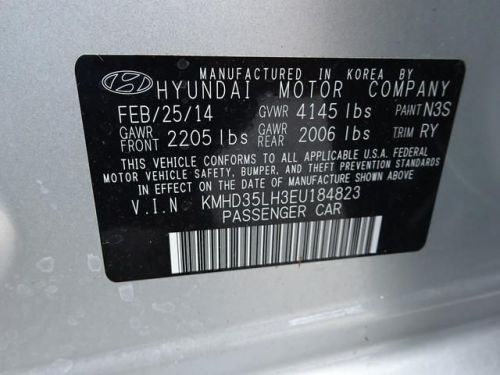 MANUFACTURED IN KOREA BY
HYUNDAI MOTOR COMPANY
FEB/25/14 GVWR 4145 lbs PAINT N3S
GAWR FRONT 2205 lbs GAWR REAR 2006 lbs TRIM RY
THIS VEHICLE CONFORMS TO ALL APPLICABLE U.S.A. FEDERAL
MOTOR VEHICLE SAFETY, BUMPER, AND THEFT PREVENTION STANDARDS
IN EFFECT ON THE DATE OF MANUFACTURE SHOWN ABOVE.
V.I.N KMHD35LH3EU184823
PASSENGER CAR